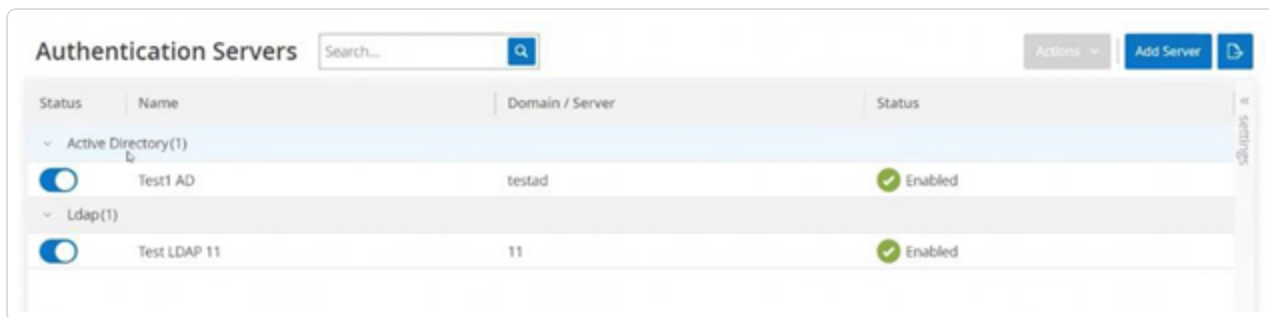 Authentication Servers Search... Actions Add Server
Status Name Domain / Server Status
Active Directory(1)
Test1 AD testad Enabled
Ldap(1)
Test LDAP 11 11 Enabled
« settings